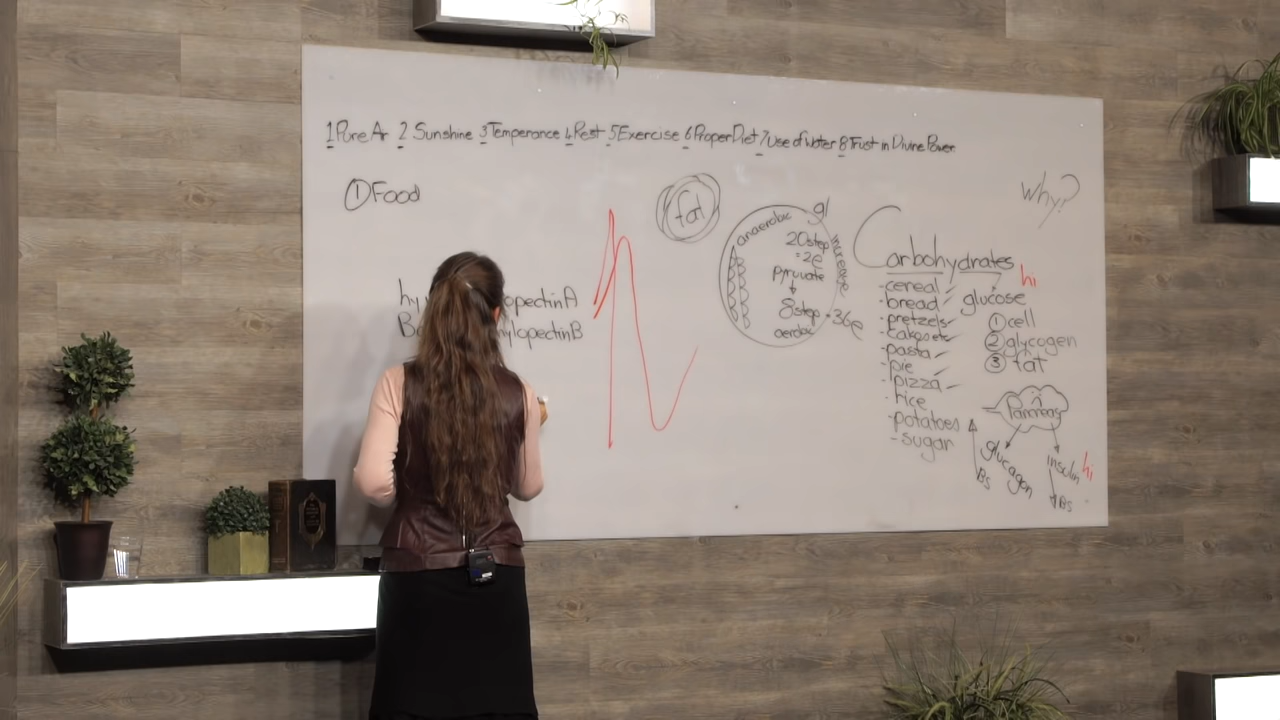 1 Pure Air 2 Sunshine 3 Temperance 4 Rest 5 Exercise 6 Proper Diet 7 Use of Water 8 Trust in Divine Power
① Food
fat
Why?
hy
opectin A
B
ylopectin B
anaerobic
gl
increase
20 step
=2e
pyruvate
8 step = 36e
aerobic
Carbohydrates
-cereal
-bread
-pretzels
-cakes etc
-pasta
-pie
-pizza
-rice
-potatoes
-sugar
hi
glucose
① cell
② glycogen
③ fat
Pancreas
glucagon
BS
insulin
hi
BS